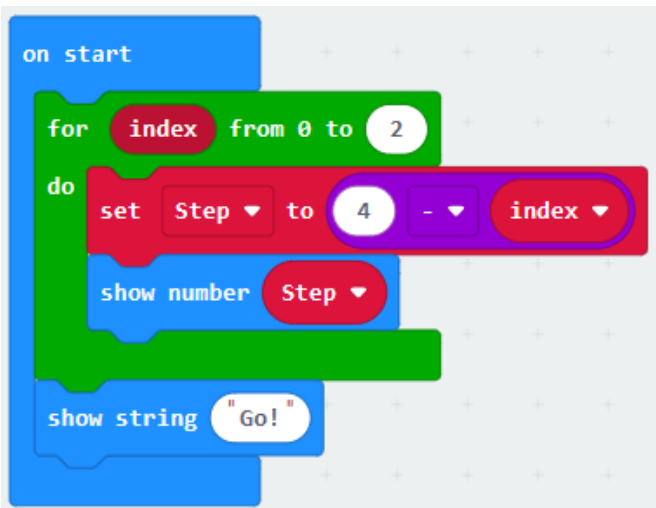 on start
for index from 0 to 2
do
set Step to 4 - index
show number Step
show string "Go!"